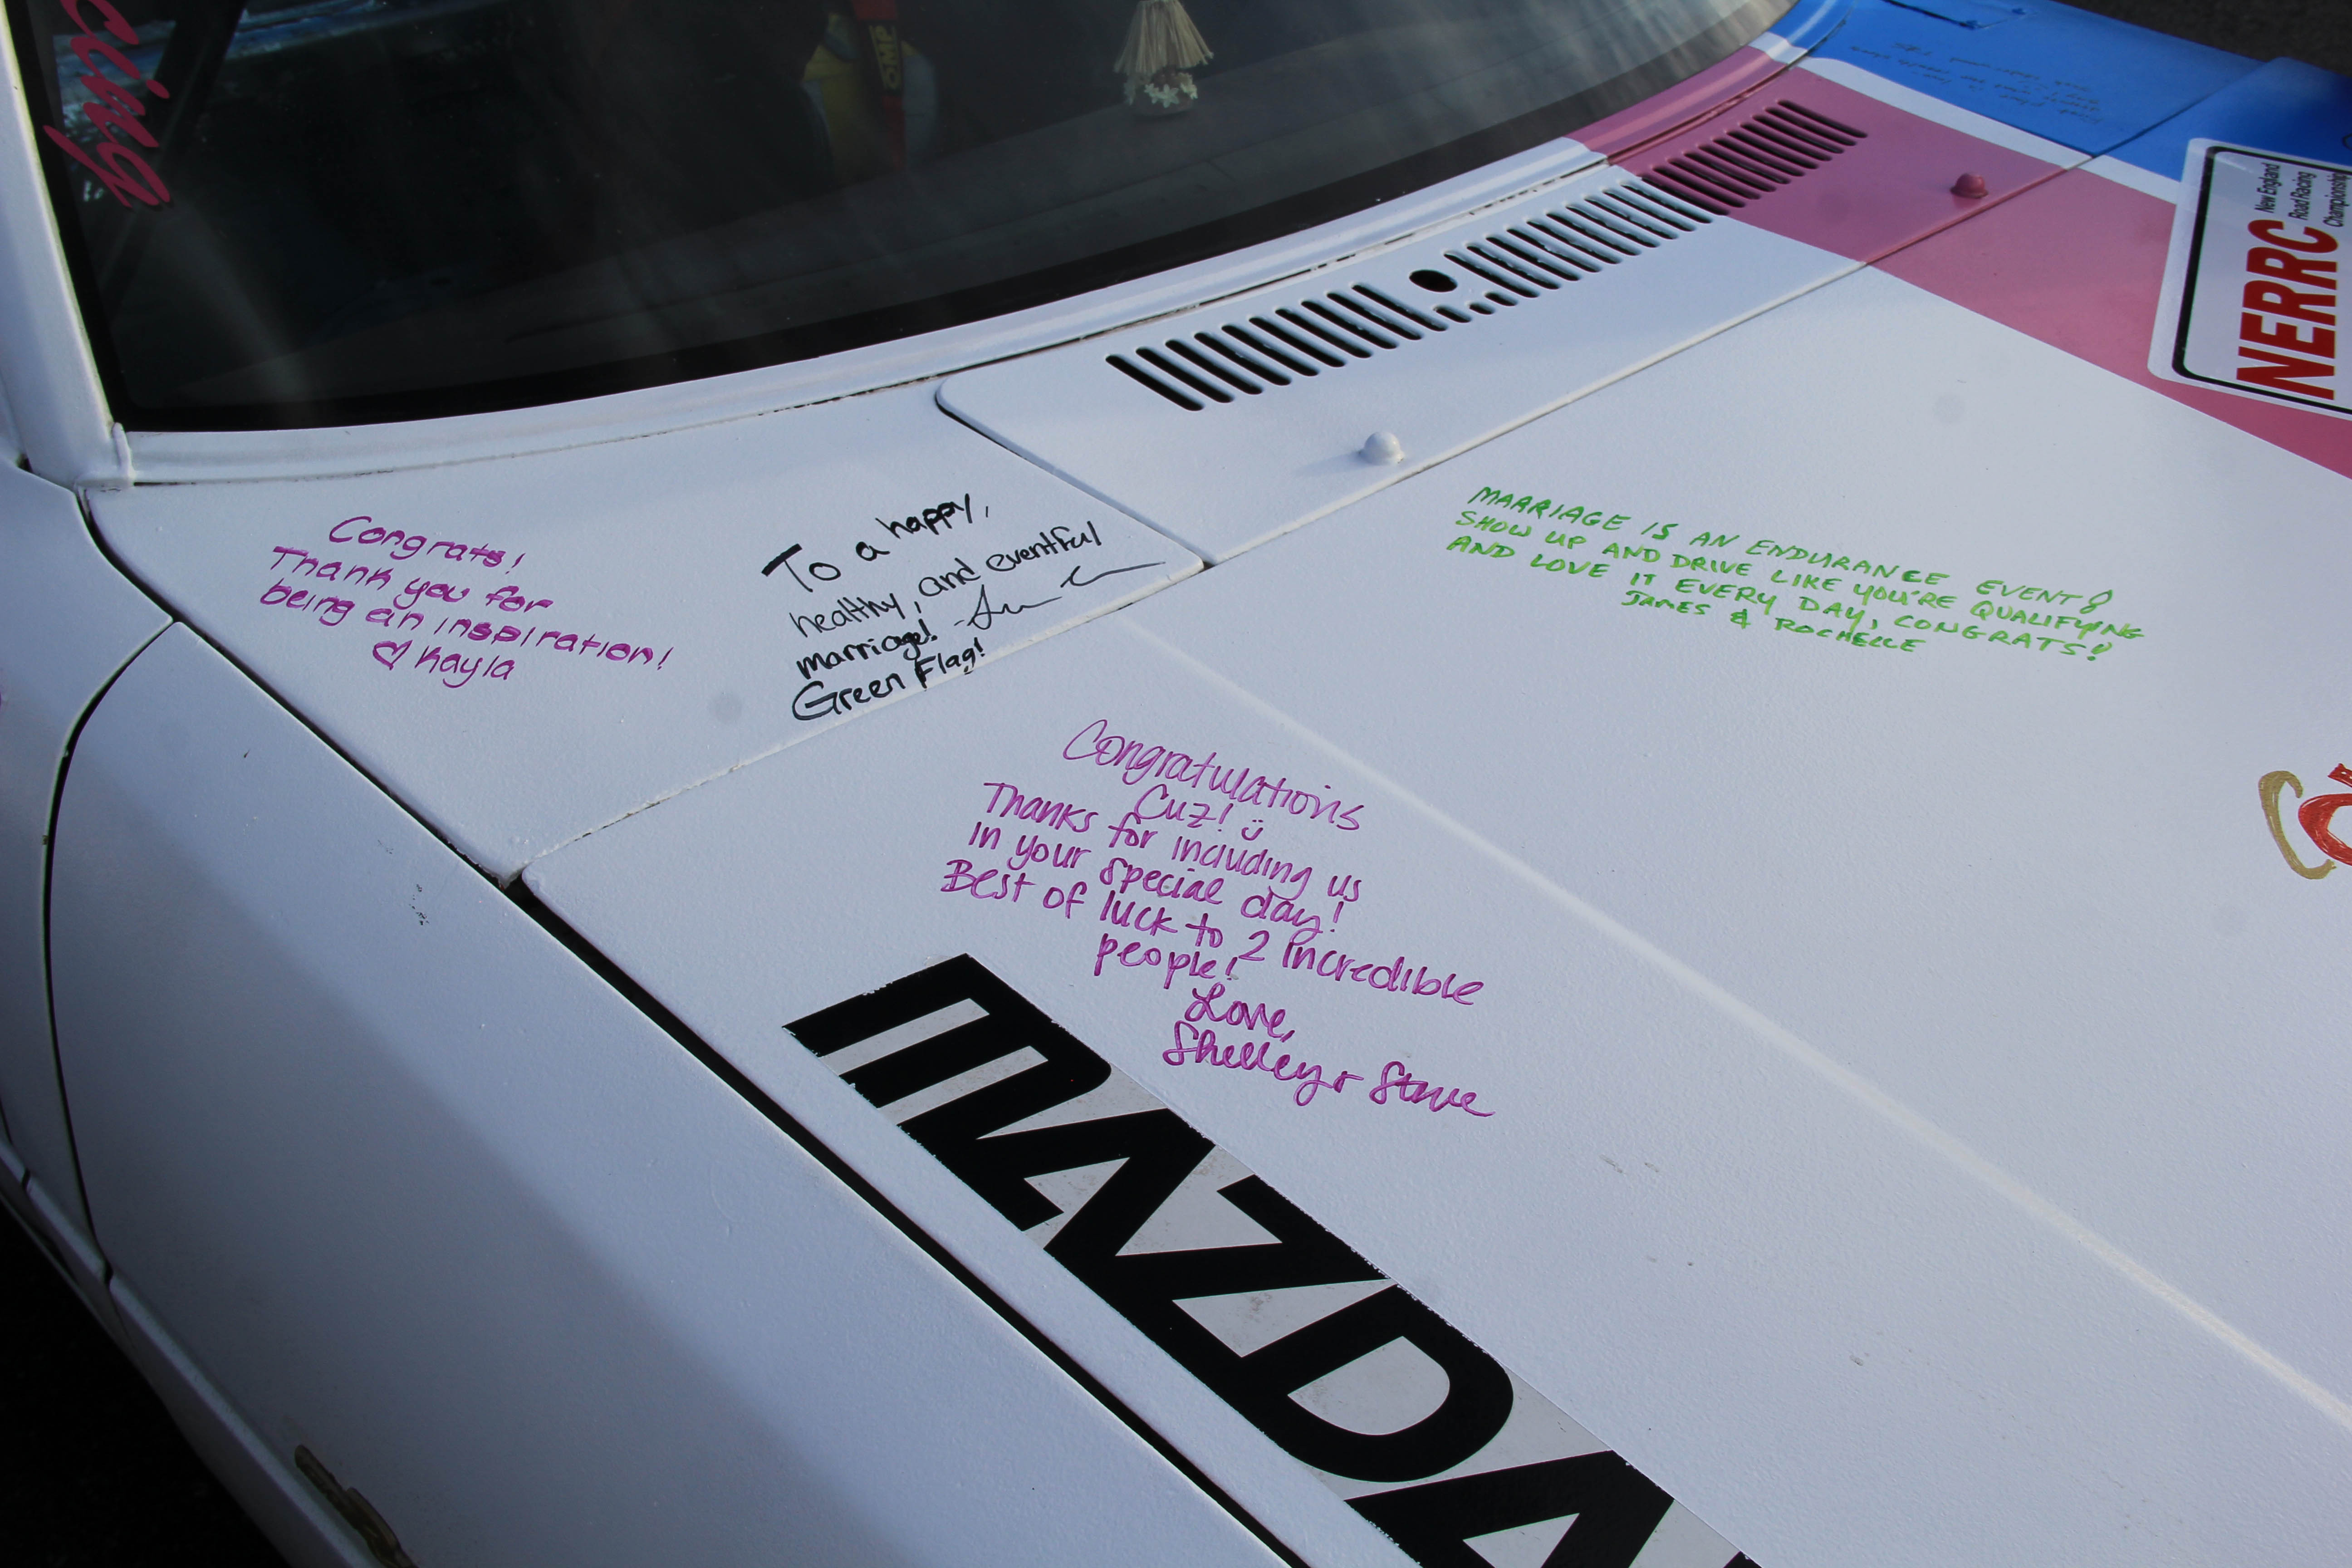 cing
OMP
NERRC
New England
Road Racing
Championship
Congrats!
Thank you for
being an inspiration!
♡ Kayla
To a happy,
healthy, and eventful
marriage!
Green Flag!
MAARIAGE IS AN ENDURANCE EVENT!
SHOW UP AND DRIVE LIKE YOU'RE QUALIFYING
AND LOVE IT EVERY DAY, CONGRATS!
JAMES & ROCHELLE
Congratulations
Cuz! ü
Thanks for including us
in your special day!
Best of luck to 2 incredible
people!
Love,
Shelley + Steve
MAZDA